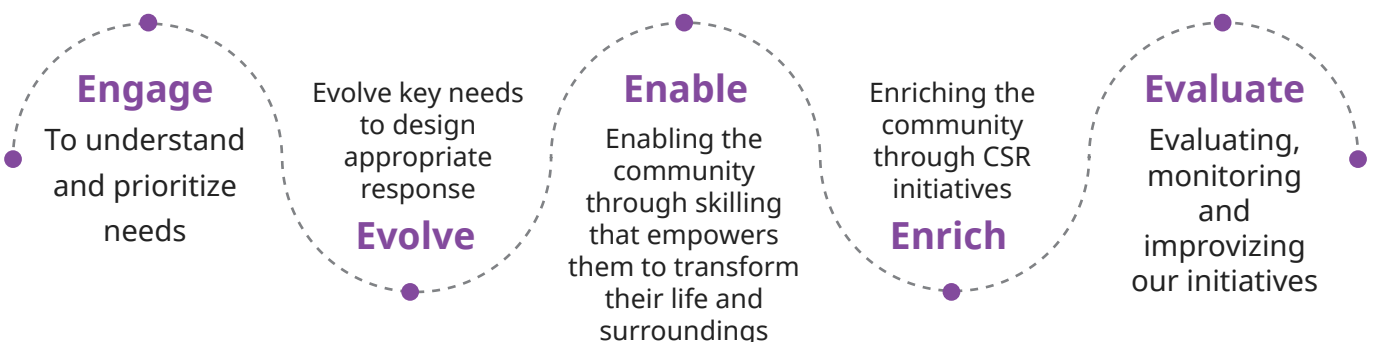 Engage
To understand
and prioritize
needs
Evolve key needs
to design
appropriate
response
Evolve
Enable
Enabling the
community
through skilling
that empowers
them to transform
their life and
surroundings
Enriching the
community
through CSR
initiatives
Enrich
Evaluate
Evaluating,
monitoring
and
improvizing
our initiatives